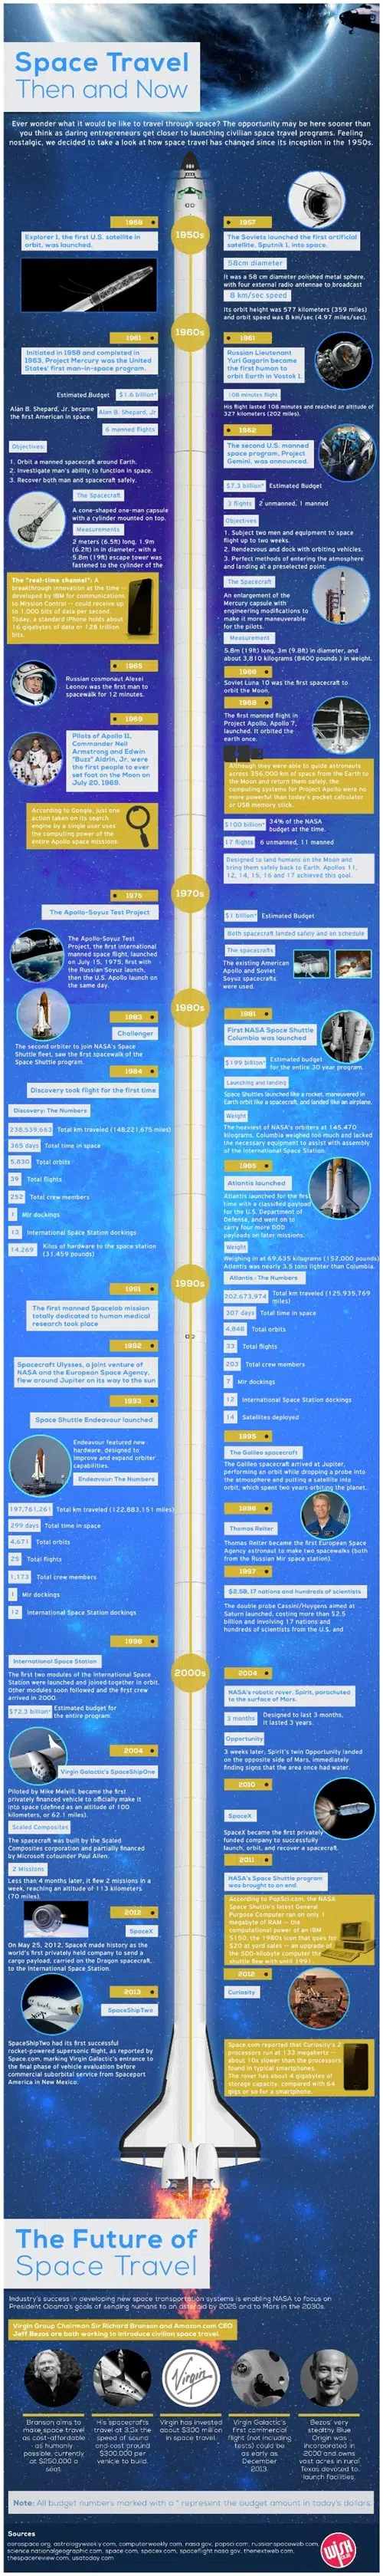 Space Travel
Then and Now
Ever wonder what it would be like to travel through space? The opportunity may be here sooner than
you think as daring entrepreneurs get closer to launching civilian space travel programs. Feeling
nostalgic, we decided to take a look at how space travel has changed since its inception in the 1950s.
1950s
1958
Explorer 1, the first U.S. satellite in
orbit, was launched.
1957
The Soviets launched the first artificial
satellite, Sputnik 1, into space.
58cm diameter
It was a 58 cm diameter polished metal sphere,
with four external radio antennae to broadcast
8 km/sec speed
Its orbit height was 577 kilometers (359 miles)
and orbit speed was 8 km/sec (4.97 miles/sec).
1960s
1961
Initiated in 1958 and completed in
1963, Project Mercury was the United
States' first man-in-space program.
Estimated Budget $1.6 billion*
Alan B. Shepard, Jr. became
the first American in space.
Alan B. Shepard, Jr
6 manned flights
Objectives:
1. Orbit a manned spacecraft around Earth.
2. Investigate man's ability to function in space.
3. Recover both man and spacecraft safely.
The Spacecraft
A cone-shaped one-man capsule
with a cylinder mounted on top.
Measurements
2 meters (6.5ft) long, 1.9m
(6.2ft) in diameter, with a
5.8m (19ft) escape tower was
fastened to the cylinder of the
The "real-time channel": A
breakthrough innovation at the time
developed by IBM for communications
to Mission Control — could receive up
to 1,000 bits of data per second.
Today, a standard iPhone holds about
16 gigabytes of data or 128 trillion
bits.
1965
Russian cosmonaut Alexei
Leonov was the first man to
spacewalk for 12 minutes.
1969
Pilots of Apollo 11,
Commander Neil
Armstrong and Edwin
"Buzz" Aldrin, Jr. were
the first people to ever
set foot on the Moon on
July 20, 1969.
According to Google, just one
action taken on its search
engine by a single user uses
the computing power of the
entire Apollo space missions.
1961
Russian Lieutenant
Yuri Gagarin became
the first human to
orbit Earth in Vostok 1.
108 minutes flight
His flight lasted 108 minutes and reached an altitude of
327 kilometers (202 miles).
1962
The second U.S. manned
space program, Project
Gemini, was announced.
$7.3 billion* Estimated Budget
3 flights 2 unmanned, 1 manned
Objectives
1. Subject two men and equipment to space
flight up to two weeks.
2. Rendezvous and dock with orbiting vehicles.
3. Perfect methods of entering the atmosphere
and landing at a preselected point.
The Spacecraft
An enlargement of the
Mercury capsule with
engineering modifications to
make it more maneuverable
for the pilots.
Measurement
5.8m (19ft) long, 3m (9.8ft) in diameter, and
about 3,810 kilograms (8400 pounds) in weight.
1966
Soviet Luna 10 was the first spacecraft to
orbit the Moon.
1968
The first manned flight in
Project Apollo, Apollo 7,
launched. It orbited the
earth once.
Although they were able to guide astronauts
across 356,000 km of space from the Earth to
the Moon and return them safely, the
computing systems for Project Apollo were no
more powerful than today's pocket calculator
or USB memory stick.
$100 billion* 34% of the NASA
budget at the time.
17 flights 6 unmanned, 11 manned
Designed to land humans on the Moon and
bring them safely back to Earth. Apollos 11,
12, 14, 15, 16 and 17 achieved this goal.
1970s
1975
The Apollo-Soyuz Test Project
The Apollo-Soyuz Test
Project, the first international
manned space flight, launched
on July 15, 1975, first with
the Russian Soyuz launch,
then the U.S. Apollo launch on
the same day.
$1 billion* Estimated Budget
Both spacecraft landed safely and on schedule
The spacecrafts
The existing American
Apollo and Soviet
Soyuz spacecrafts
were used.
1980s
1983
Challenger
The second orbiter to join NASA's Space
Shuttle fleet, saw the first spacewalk of the
Space Shuttle program.
1984
Discovery took flight for the first time
Discovery: The Numbers
238,539,663 Total km traveled (148,221,675 miles)
365 days Total time in space
5,830 Total orbits
39 Total flights
252 Total crew members
1 Mir dockings
13 International Space Station dockings
14,269 Kilos of hardware to the space station
(31,459 pounds)
1981
First NASA Space Shuttle
Columbia was launched
$199 billion* Estimated budget
for the entire 30 year program.
Launching and landing
Space Shuttles launched like a rocket, maneuvered in
Earth orbit like a spacecraft, and landed like an airplane.
Weight
The heaviest of NASA's orbiters at 145,470
kilograms, Columbia weighed too much and lacked
the necessary equipment to assist with assembly
of the International Space Station.
1985
Atlantis launched
Atlantis launched for the first
time with a classified payload
for the U.S. Department of
Defense, and went on to
carry four more DOD
payloads on later missions.
Weight
Weighing in at 69,635 kilograms (152,000 pounds)
Atlantis was nearly 3.5 tons lighter than Columbia.
Atlantis: The Numbers
202,673,974 Total km traveled (125,935,769
miles)
307 days Total time in space
4,848 Total orbits
33 Total flights
203 Total crew members
7 Mir dockings
12 International Space Station dockings
14 Satellites deployed
1990s
1991
The first manned Spacelab mission
totally dedicated to human medical
research took place
1992
Spacecraft Ulysses, a joint venture of
NASA and the European Space Agency,
flew around Jupiter on its way to the sun
1993
Space Shuttle Endeavour launched
Endeavour featured new
hardware, designed to
improve and expand orbiter
capabilities.
Endeavour: The Numbers
197,761,261 Total km traveled (122,883,151 miles)
299 days Total time in space
4,671 Total orbits
25 Total flights
1,173 Total crew members
1 Mir dockings
12 International Space Station dockings
1998
International Space Station
The first two modules of the International Space
Station were launched and joined together in orbit.
Other modules soon followed and the first crew
arrived in 2000.
$72.3 billion* Estimated budget for
the entire program.
1995
The Galileo spacecraft
The Galileo spacecraft arrived at Jupiter,
performing an orbit while dropping a probe into
the atmosphere and putting a satellite into
orbit, which spent two years orbiting the planet.
1996
Thomas Reiter
Thomas Reiter became the first European Space
Agency astronaut to make two spacewalks (both
from the Russian Mir space station).
1997
$2.5B, 17 nations and hundreds of scientists
The double probe Cassini/Huygens aimed at
Saturn launched, costing more than $2.5
billion and involving 17 nations and
hundreds of scientists from the U.S. and
2000s
2004
Virgin Galactic's SpaceShipOne
Piloted by Mike Melvill, became the first
privately financed vehicle to officially make it
into space (defined as an altitude of 100
kilometers, or 62.1 miles).
Scaled Composites
The spacecraft was built by the Scaled
Composites corporation and partially financed
by Microsoft cofounder Paul Allen.
2 Missions
Less than 4 months later, it flew 2 missions in a
week, reaching an altitude of 113 kilometers
(70 miles).
2012
SpaceX
On May 25, 2012, SpaceX made history as the
world's first privately held company to send a
cargo payload, carried on the Dragon spacecraft,
to the International Space Station.
2013
SpaceShipTwo
SpaceShipTwo had its first successful
rocket-powered supersonic flight, as reported by
Space.com, marking Virgin Galactic's entrance to
the final phase of vehicle evaluation before
commercial suborbital service from Spaceport
America in New Mexico.
2004
NASA's robotic rover, Spirit, parachuted
to the surface of Mars.
3 months Designed to last 3 months,
it lasted 3 years.
Opportunity
3 weeks later, Spirit's twin Opportunity landed
on the opposite side of Mars, immediately
finding signs that the area once had water.
2010
SpaceX
SpaceX became the first privately
funded company to successfully
launch, orbit, and recover a spacecraft.
2011
NASA's Space Shuttle program
was brought to an end.
According to PopSci.com, the NASA
Space Shuttle's latest General
Purpose Computer ran on only 1
megabyte of RAM — the
computational power of an IBM
5150, the 1980s icon that goes for
$20 at yard sales — an upgrade of
the 500-kilobyte computer the
shuttle flew with until 1991.
2012
Curiosity
Space.com reported that Curiosity's 2
processors run at 133 megahertz —
about 10x slower than the processors
found in typical smartphones.
The rover has about 4 gigabytes of
storage capacity, compared with 64
gigs or so for a smartphone.
The Future of
Space Travel
Industry's success in developing new space transportation systems is enabling NASA to focus on
President Obama's goals of sending humans to an asteroid by 2025 and to Mars in the 2030s.
Virgin Group Chairman Sir Richard Branson and Amazon.com CEO
Jeff Bezos are both working to introduce civilian space travel.
Virgin
Branson aims to
make space travel
as cost-affordable
as humanly
possible, currently
at $250,000 a
seat.
His spacecrafts
travel at 3.5x the
speed of sound
and cost around
$300,000 per
vehicle to build.
Virgin has invested
about $300 million
in space travel.
Virgin Galactic's
first commercial
flight (not including
tests) could be
as early as
December
2013.
Bezos' very
stealthy Blue
Origin was
incorporated in
2000 and owns
vast acres in rural
Texas devoted to
launch facilities.
Note: All budget numbers marked with a * represent the budget amount in today's dollars.
Sources
aerospace.org, astrologyweekly.com, computerweekly.com, nasa.gov, popsci.com, russianspaceweb.com,
science.nationalgeographic.com, space.com, spacex.com, spaceflight.nasa.gov, thenextweb.com,
thespacereview.com, usatoday.com